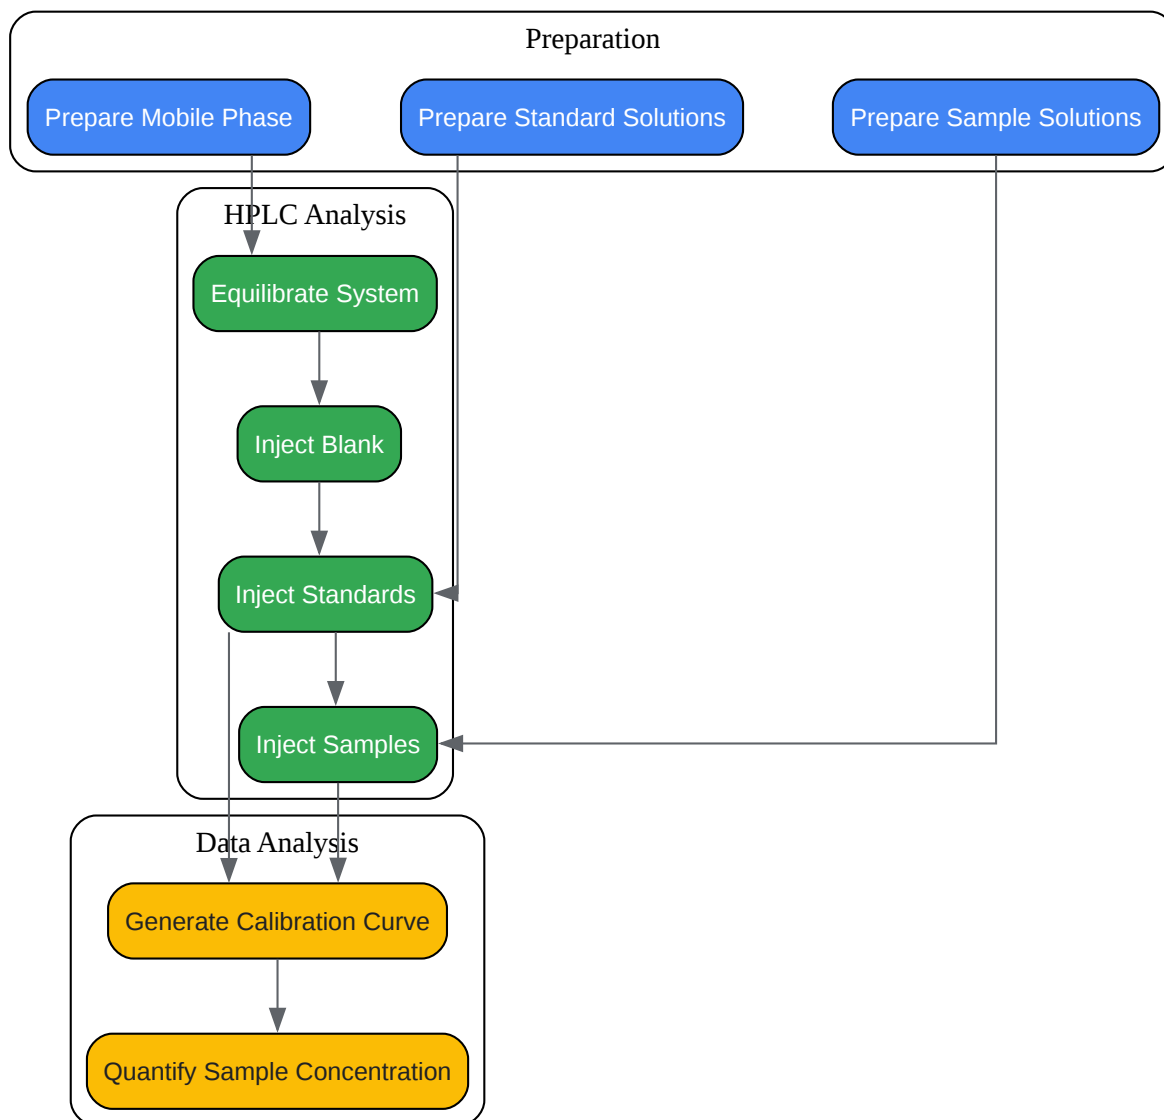 Preparation
Prepare Mobile Phase
Prepare Standard Solutions
Prepare Sample Solutions
HPLC Analysis
Equilibrate System
Inject Blank
Inject Standards
Inject Samples
Data Analysis
Generate Calibration Curve
Quantify Sample Concentration